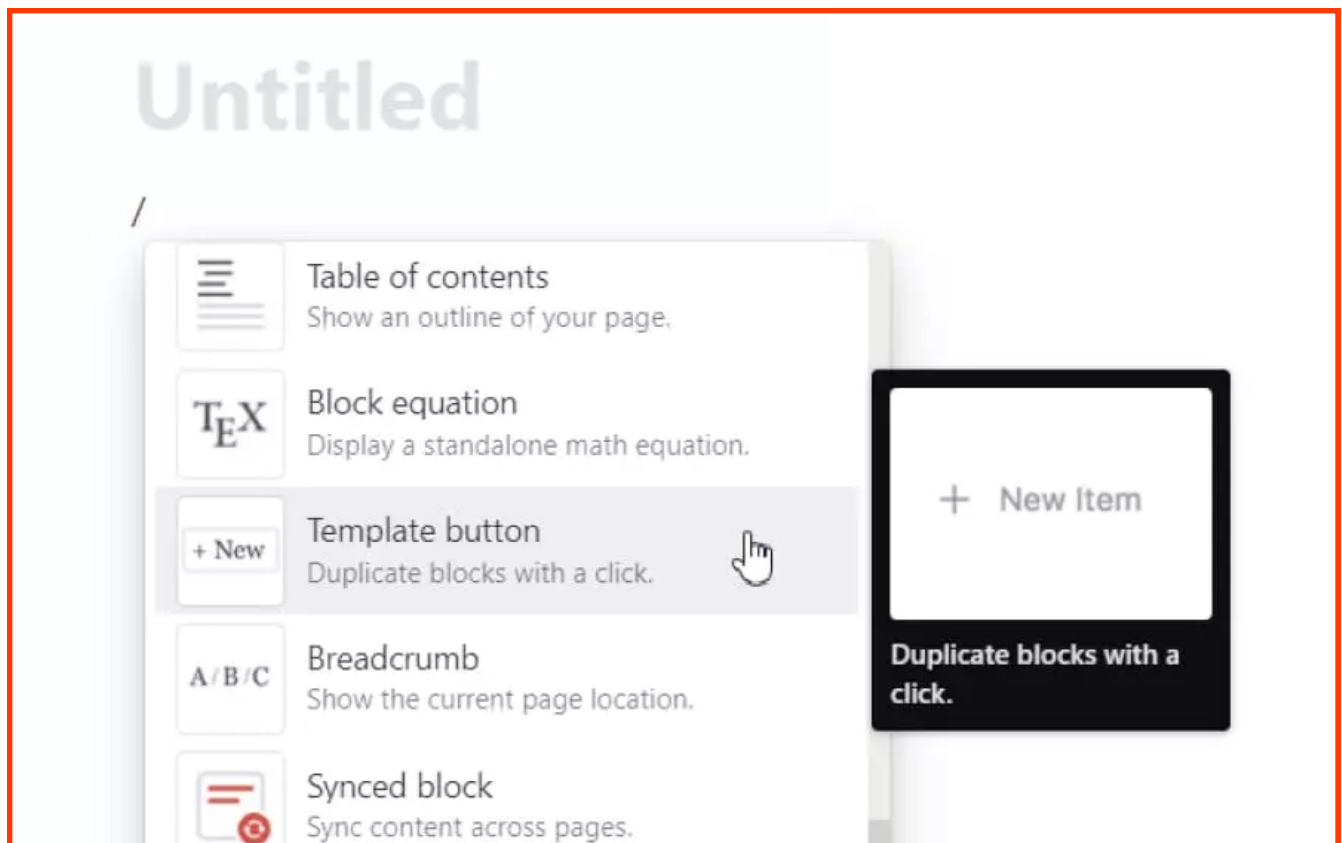 Untitled
/
Table of contents
Show an outline of your page.
TEX
Block equation
Display a standalone math equation.
+ New
Template button
Duplicate blocks with a click.
+ New Item
Duplicate blocks with a
click.
A/B/C
Breadcrumb
Show the current page location.
Synced block
Sync content across pages.